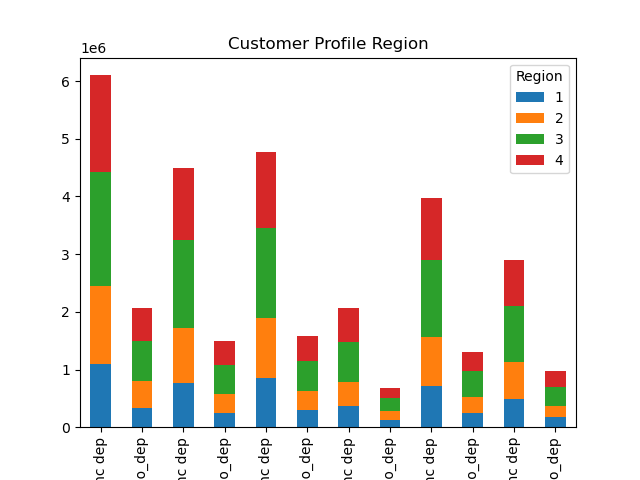 Customer Profile Region
1e6
6
5
4
3
2
1
0
Region
1
2
3
4
nc dep
o_dep
nc dep
o_dep
nc dep
o_dep
nc dep
o_dep
nc dep
o_dep
nc dep
o_dep